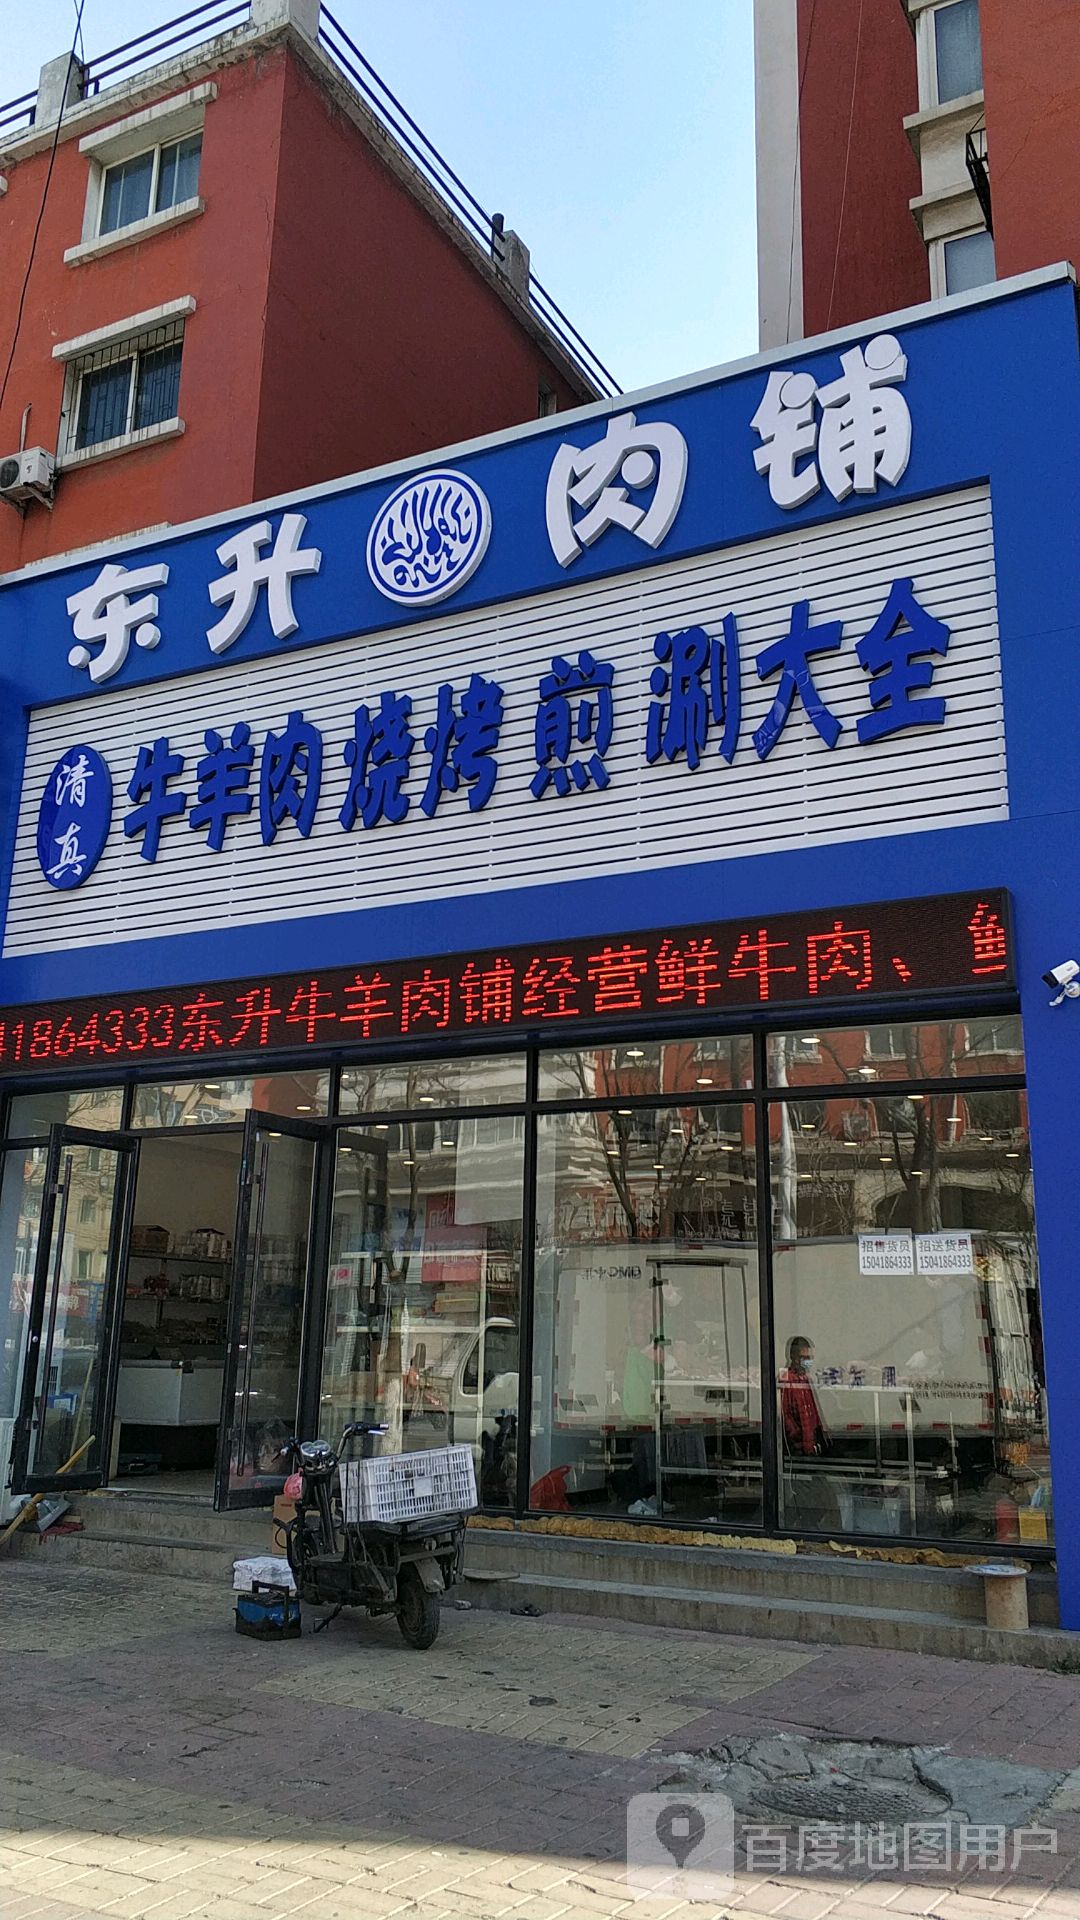 东升肉铺
清真
牛羊肉烧烤煎涮大全
41864333东升牛羊肉铺经营鲜牛肉、
招售货员
15041864333
招送货员
15041864333
百度地图用户